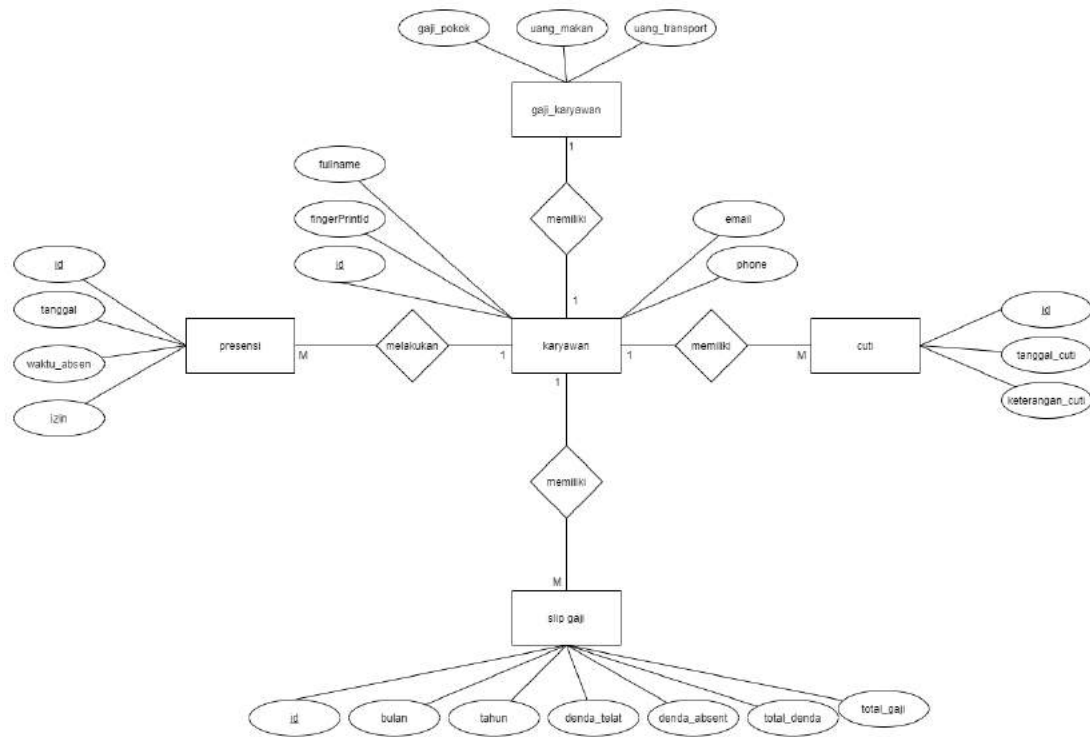 gaji_pokok
uang_makan
uang_transport
gaji_karyawan
1
fullname
memiliki
email
fingerPrintId
phone
id
1
id
tanggal
waktu_absen
izin
presensi
M
melakukan
1
karyawan
1
memiliki
M
cuti
id
tanggal_cuti
keterangan_cuti
1
memiliki
M
slip gaji
id
bulan
tahun
denda_telat
denda_absent
total_denda
total_gaji